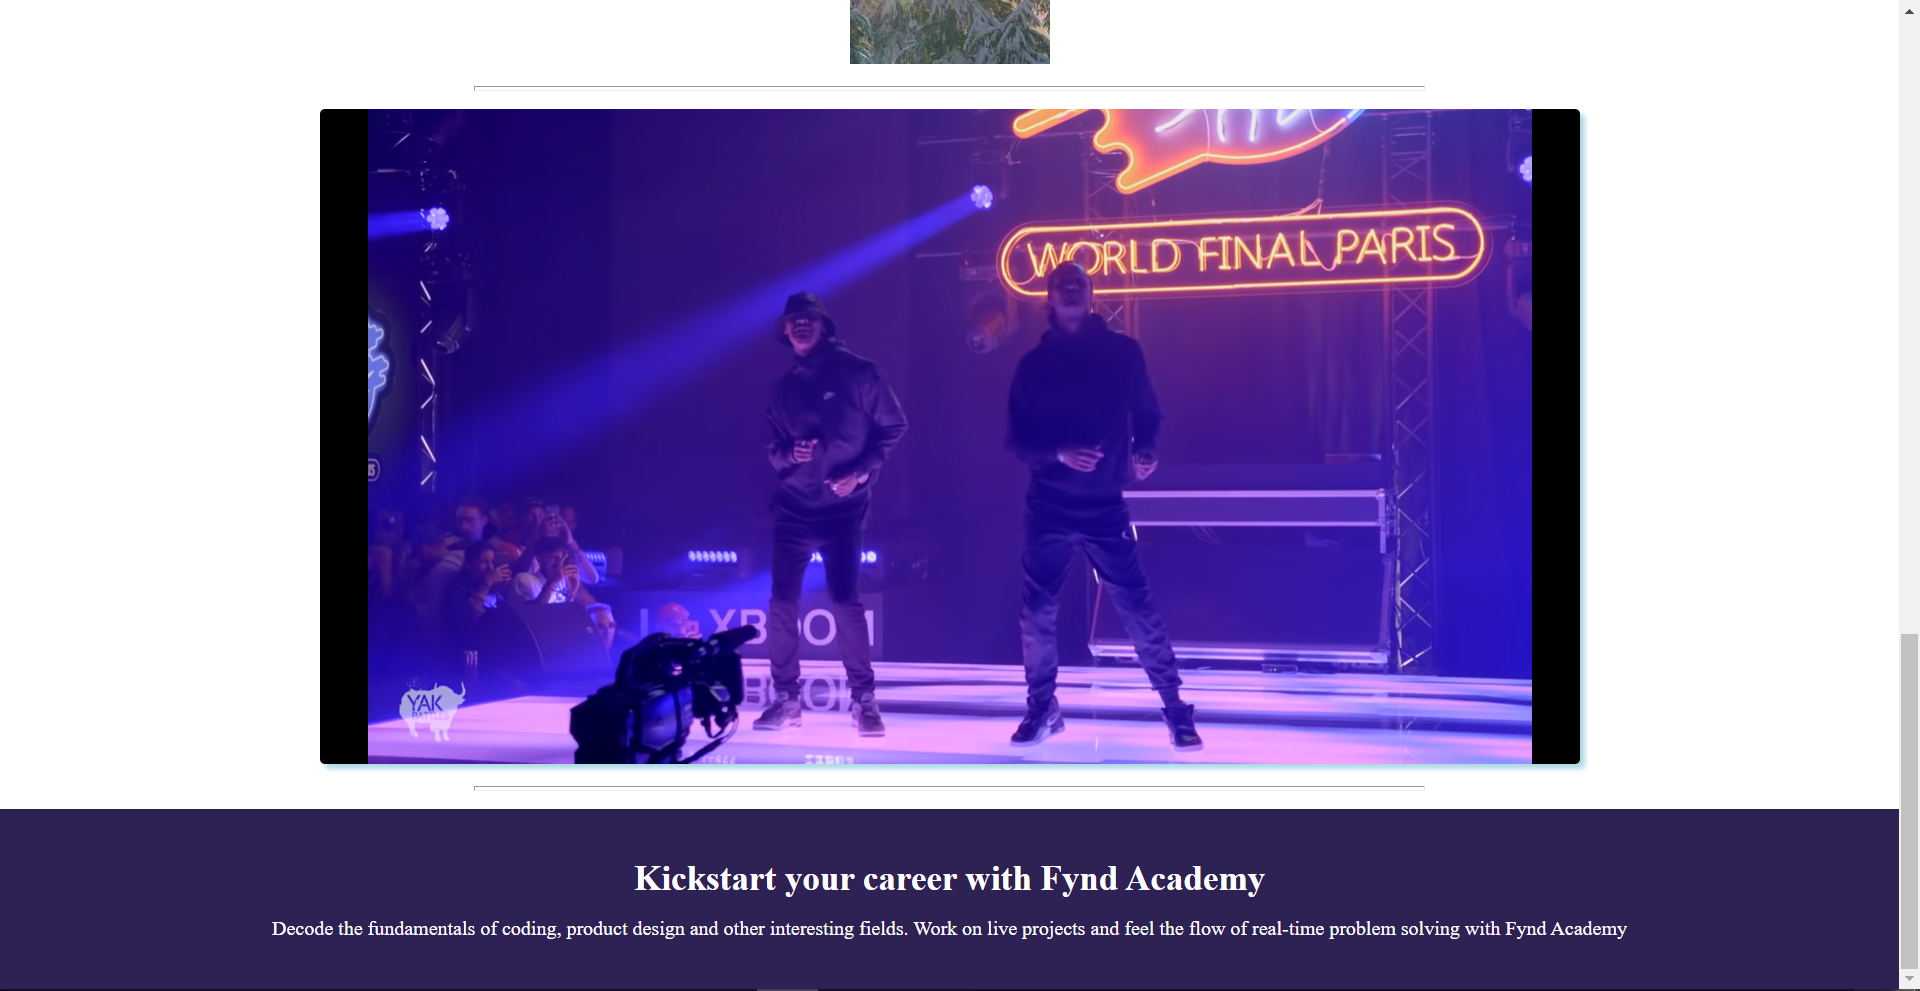 WORLD FINAL PARIS
YAK
BATTLES
Kickstart your career with Fynd Academy
Decode the fundamentals of coding, product design and other interesting fields. Work on live projects and feel the flow of real-time problem solving with Fynd Academy